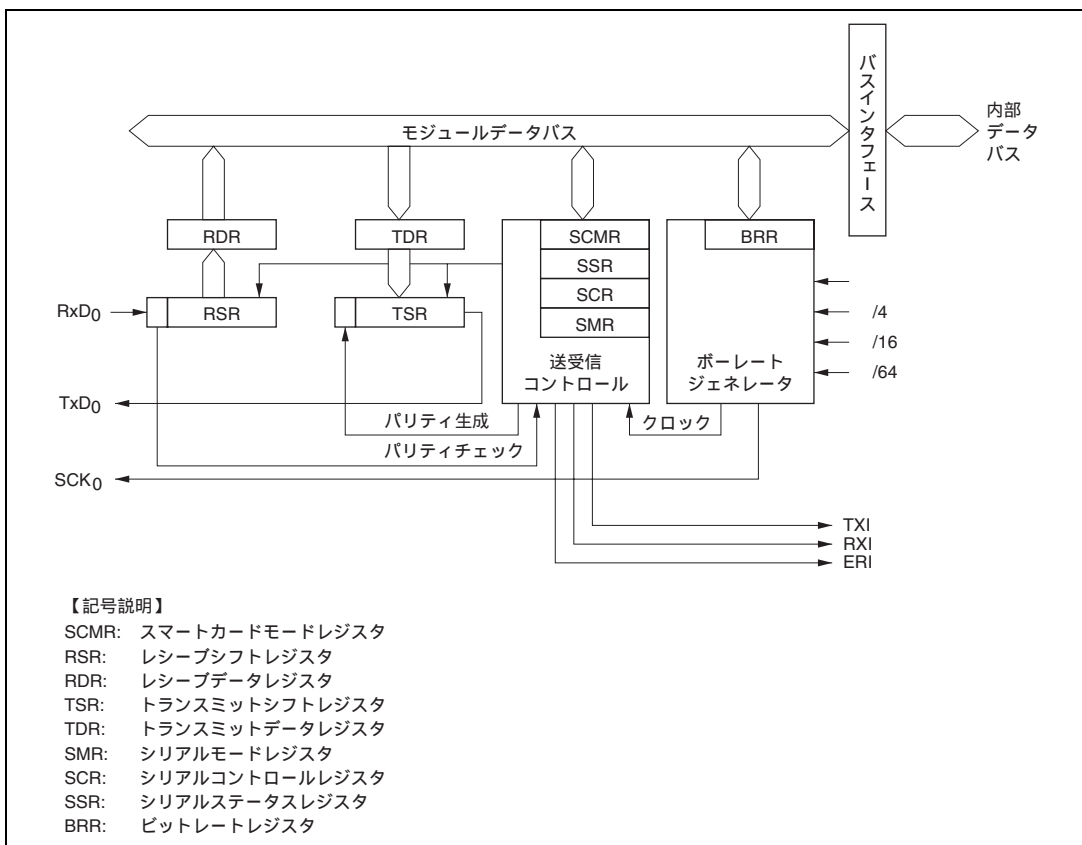 バスインタフェース
内部
データ
バス
モジュールデータバス
RDR
TDR
SCMR
BRR
SSR
SCR
SMR
RxD0
RSR
TSR
/4
/16
/64
送受信
コントロール
ボーレート
ジェネレータ
TxD0
パリティ生成
クロック
パリティチェック
SCK0
TXI
RXI
ERI
【記号説明】
SCMR: スマートカードモードレジスタ
RSR: レシーブシフトレジスタ
RDR: レシーブデータレジスタ
TSR: トランスミットシフトレジスタ
TDR: トランスミットデータレジスタ
SMR: シリアルモードレジスタ
SCR: シリアルコントロールレジスタ
SSR: シリアルステータスレジスタ
BRR: ビットレートレジスタ